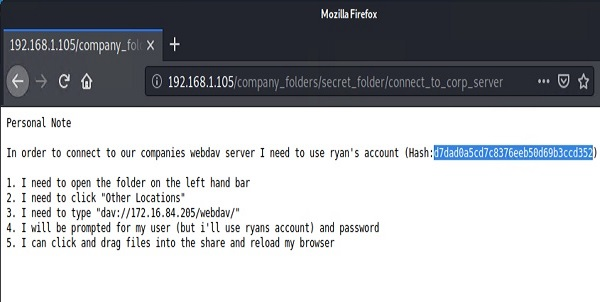 Mozilla Firefox
192.168.1.105/company_fol
192.168.1.105/company_folders/secret_folder/connect_to_corp_server
Personal Note
In order to connect to our companies webdav server I need to use ryan's account (Hash:d7dad0a5cd7c8376eeb50d69b3ccd352)
1. I need to open the folder on the left hand bar
2. I need to click "Other Locations"
3. I need to type "dav://172.16.84.205/webdav/"
4. I will be prompted for my user (but i'll use ryans account) and password
5. I can click and drag files into the share and reload my browser